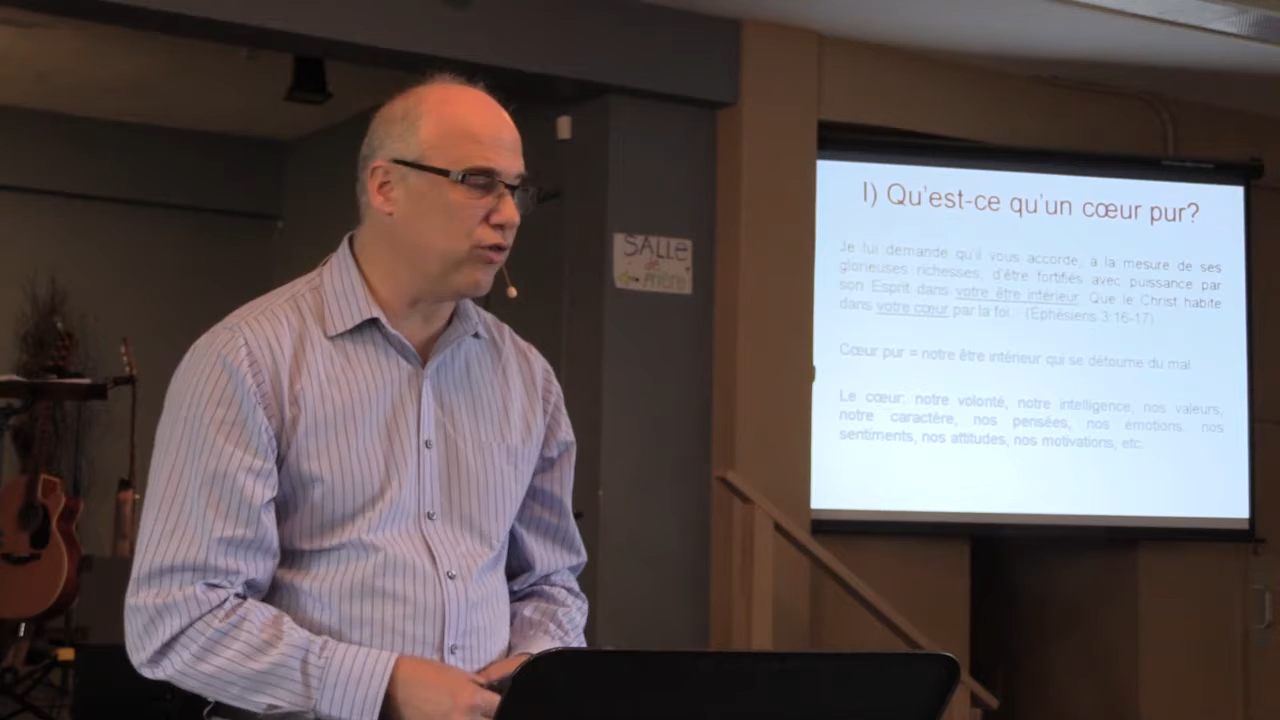 SALLE
de
Prière
I) Qu'est-ce qu'un cœur pur?
Je lui demande qu'il vous accorde, à la mesure de ses
glorieuses richesses, d'être fortifiés avec puissance par
son Esprit dans votre être intérieur. Que le Christ habite
dans votre cœur par la foi. (Éphésiens 3:16-17)
Cœur pur = notre être intérieur qui se détourne du mal.
Le cœur: notre volonté, notre intelligence, nos valeurs,
notre caractère, nos pensées, nos émotions, nos
sentiments, nos attitudes, nos motivations, etc.